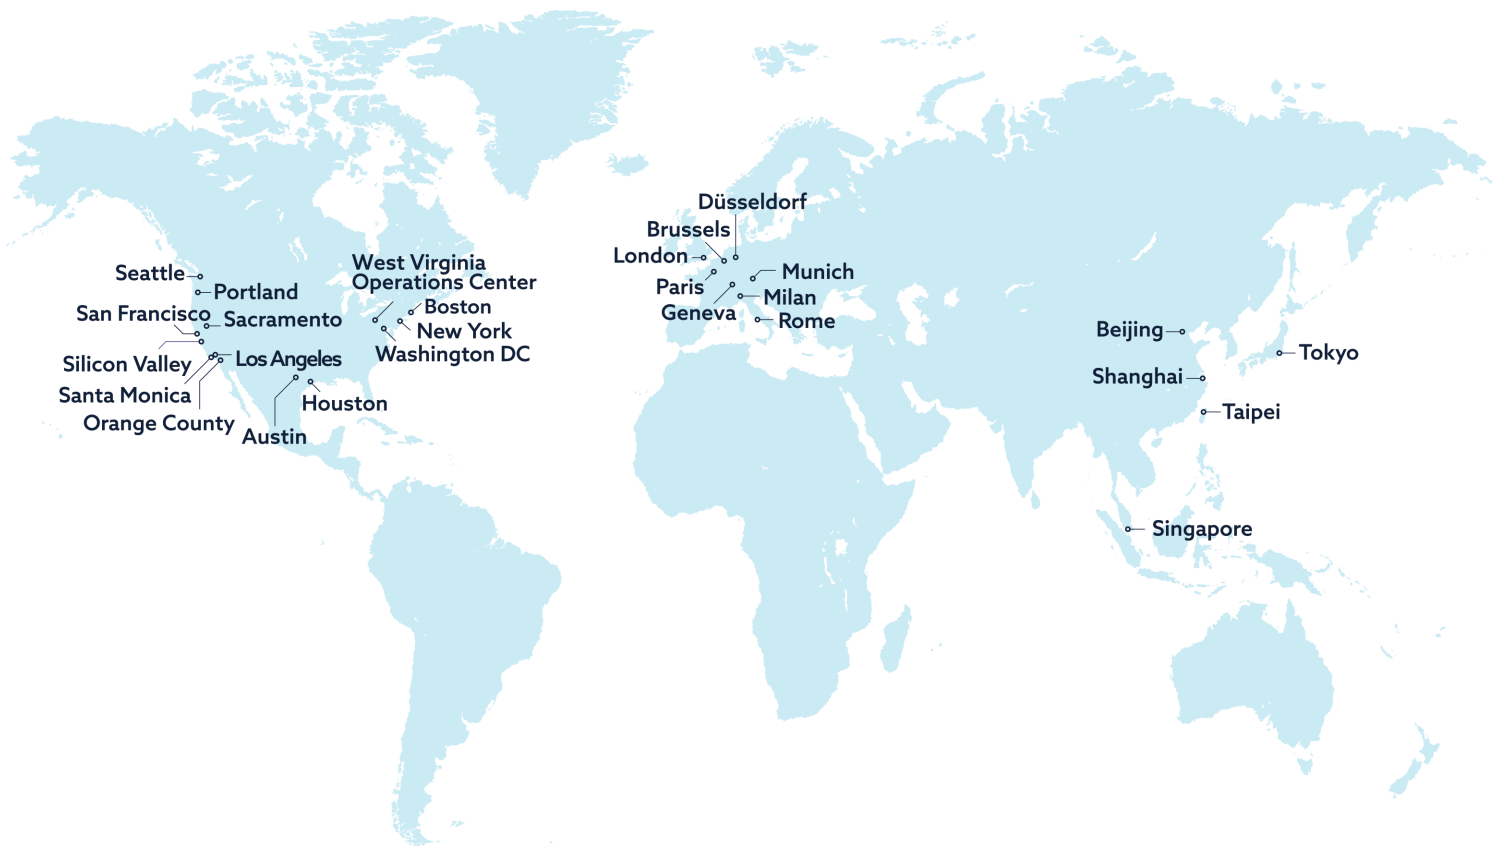 Düsseldorf
Brussels
London
Paris
Munich
Milan
Geneva
Rome
West Virginia
Operations Center
Seattle
Portland
San Francisco
Sacramento
Boston
New York
Washington DC
Silicon Valley
Los Angeles
Santa Monica
Houston
Orange County
Austin
Beijing
Tokyo
Shanghai
Taipei
Singapore